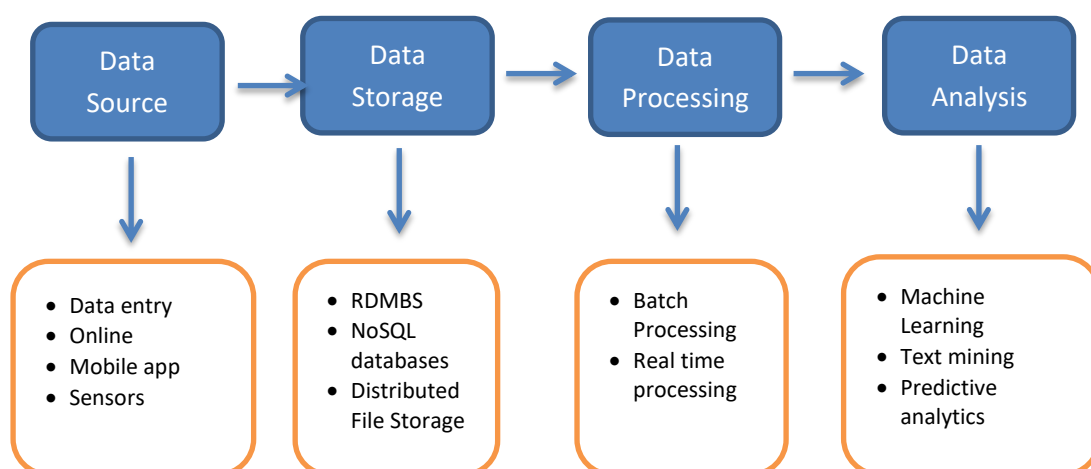 Data
Source
Data
Storage
Data
Processing
Data
Analysis
• Data entry
• Online
• Mobile app
• Sensors
• RDMBS
• NoSQL
databases
• Distributed
File Storage
• Batch
Processing
• Real time
processing
• Machine
Learning
• Text mining
• Predictive
analytics